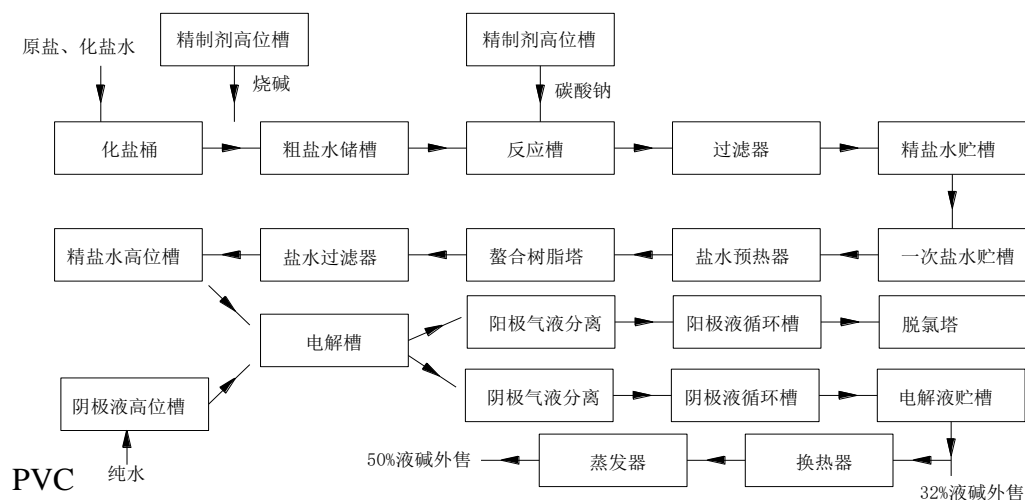 原盐、化盐水
精制剂高位槽
精制剂高位槽
烧碱
碳酸钠
化盐桶
粗盐水储槽
反应槽
过滤器
精盐水贮槽
精盐水高位槽
盐水过滤器
螯合树脂塔
盐水预热器
一次盐水贮槽
电解槽
阳极气液分离
阳极液循环槽
脱氯塔
阴极液高位槽
阴极气液分离
阴极液循环槽
电解液贮槽
PVC
纯水
50%液碱外售
蒸发器
换热器
32%液碱外售